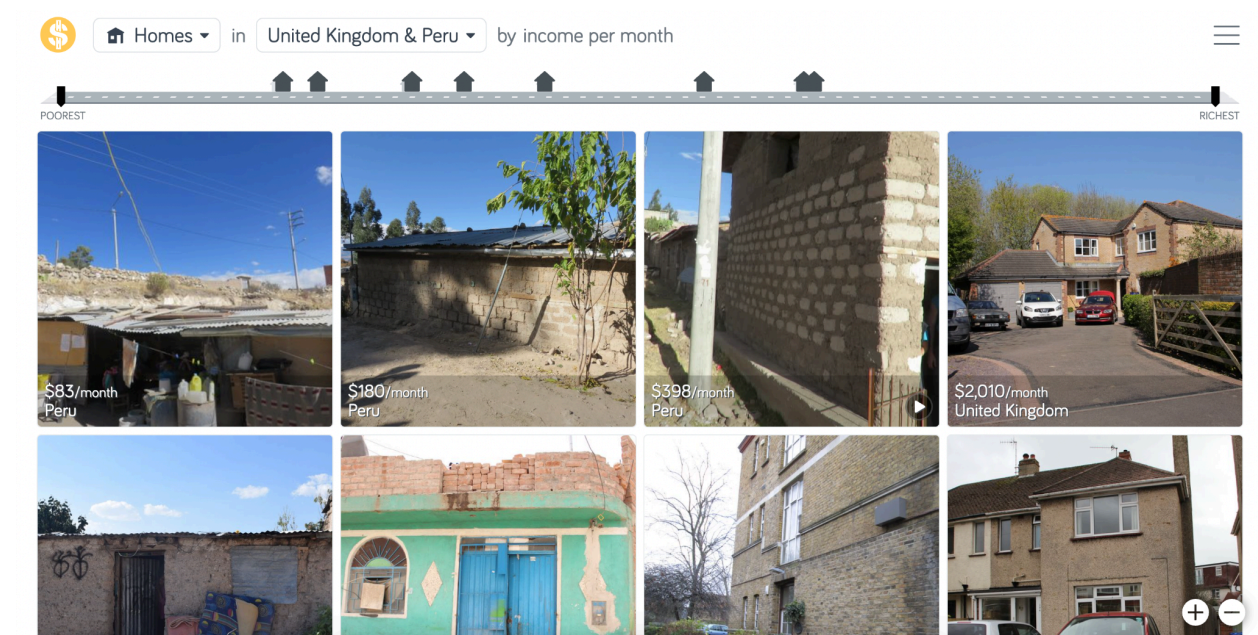 $ Homes in United Kingdom & Peru by income per month
POOREST RICHEST
$83/month
Peru
$180/month
Peru
$398/month
Peru
$2,010/month
United Kingdom